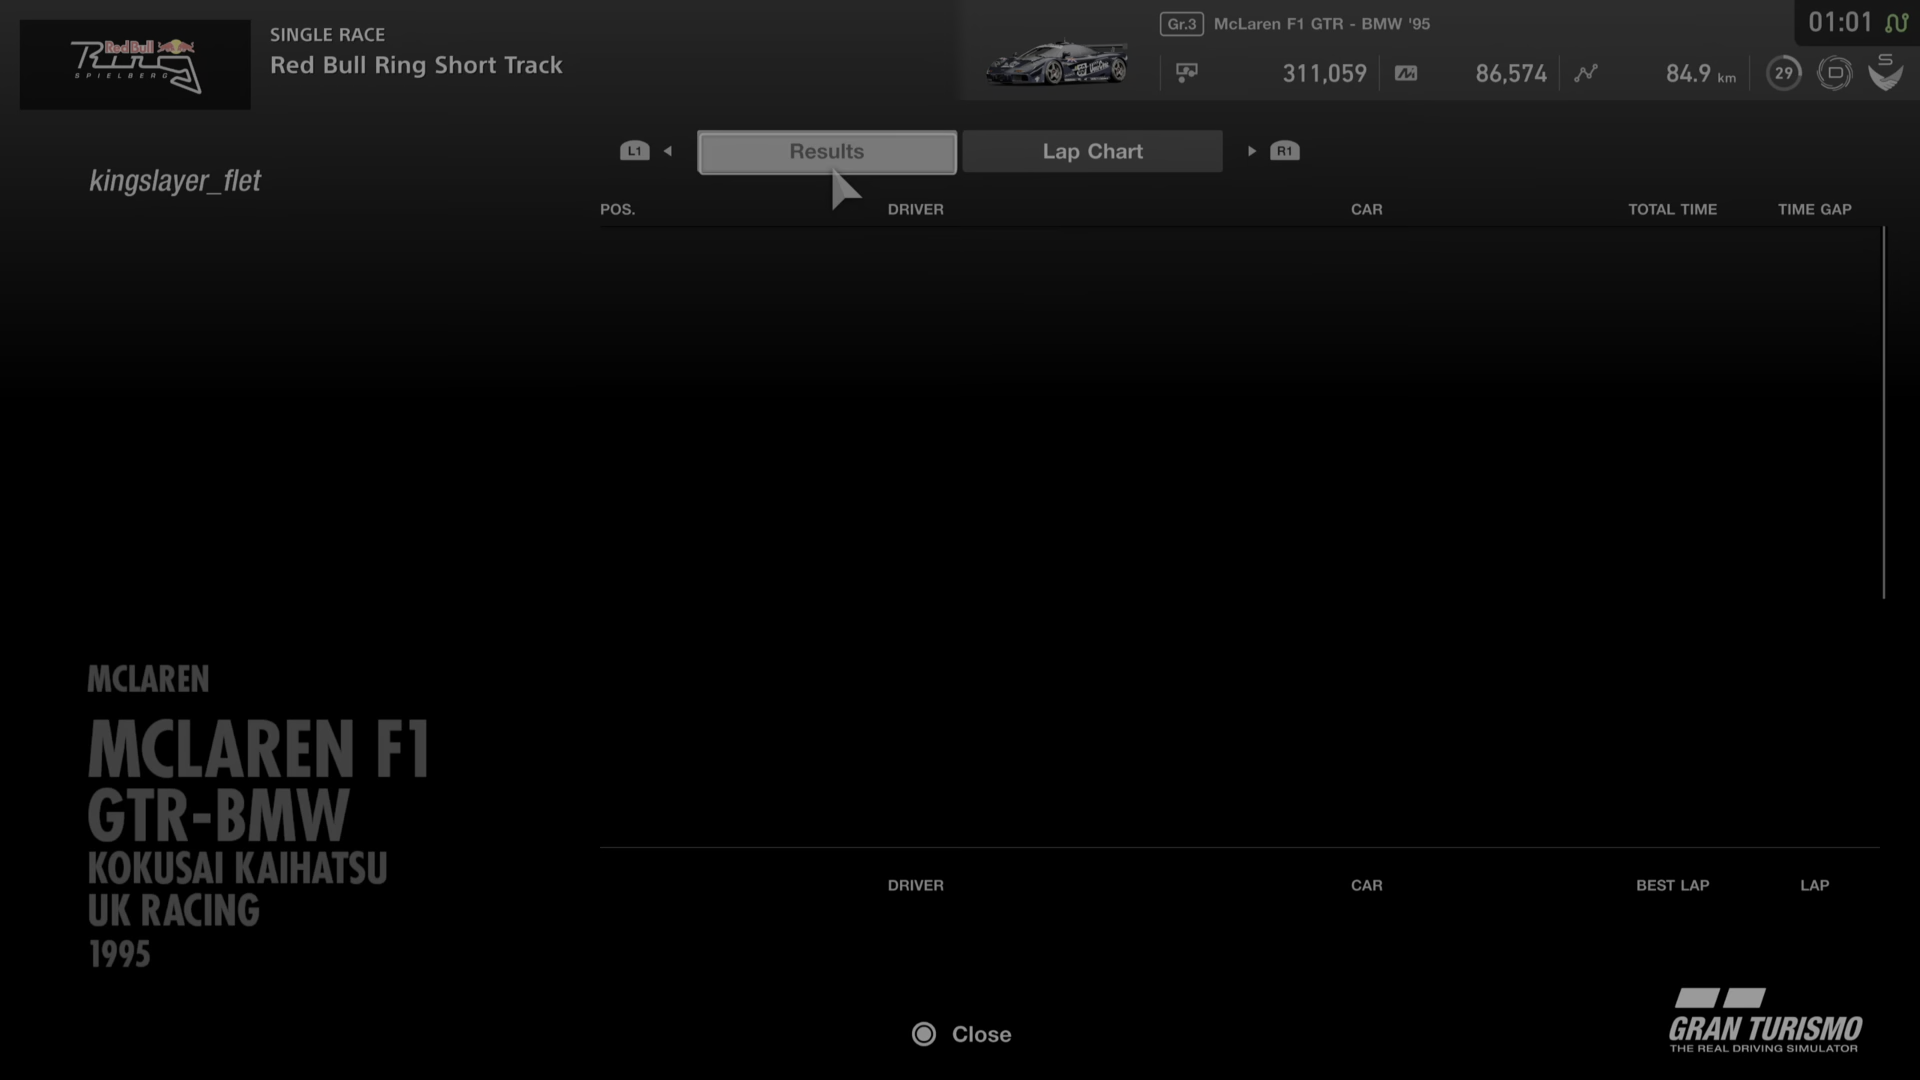 Red Bull
Ring
SPIELBERG
SINGLE RACE
Red Bull Ring Short Track
Gr.3 McLaren F1 GTR - BMW '95
01:01
311,059
86,574
84.9 km
29
D
S
L1
Results
Lap Chart
R1
kingslayer_flet
POS. DRIVER CAR TOTAL TIME TIME GAP
MCLAREN
MCLAREN F1
GTR-BMW
KOKUSAI KAIHATSU
UK RACING
1995
DRIVER CAR BEST LAP LAP
Close
GRAN TURISMO
THE REAL DRIVING SIMULATOR